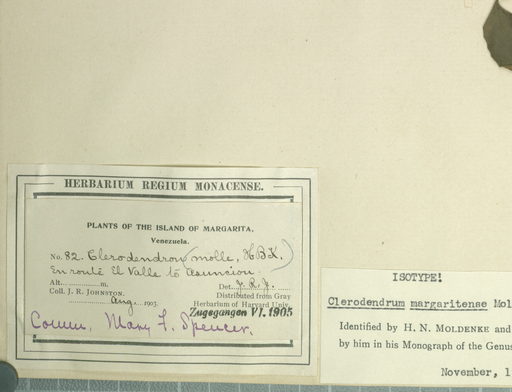 HERBARIUM REGIUM MONACENSE.
PLANTS OF THE ISLAND OF MARGARITA,
Venezuela.
No. 82. Clerodendron (molle, H.B.K.)
En route El Valle to Asuncion.
Alt. m. Det. J. R. J.
Coll. J. R. JOHNSTON. Distributed from Gray
Aug. 1903. Herbarium of Harvard Univ.
Zugegangen VI. 1905
Comm. Mary F. Spencer.
ISOTYPE!
Clerodendrum margaritense Mol
Identified by H. N. MOLDENKE and
by him in his Monograph of the Genus
November, 1